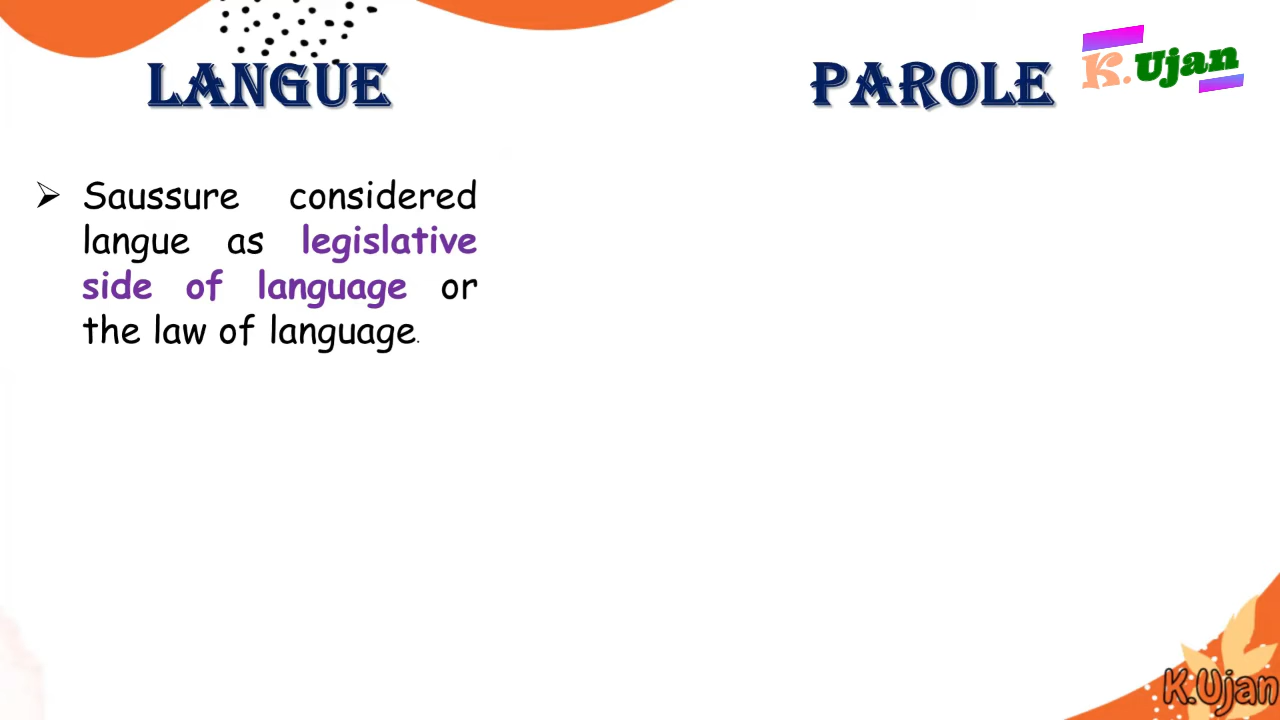 LANGUE
PAROLE
K.Ujan
➢ Saussure considered
langue as legislative
side of language or
the law of language.
K.Ujan